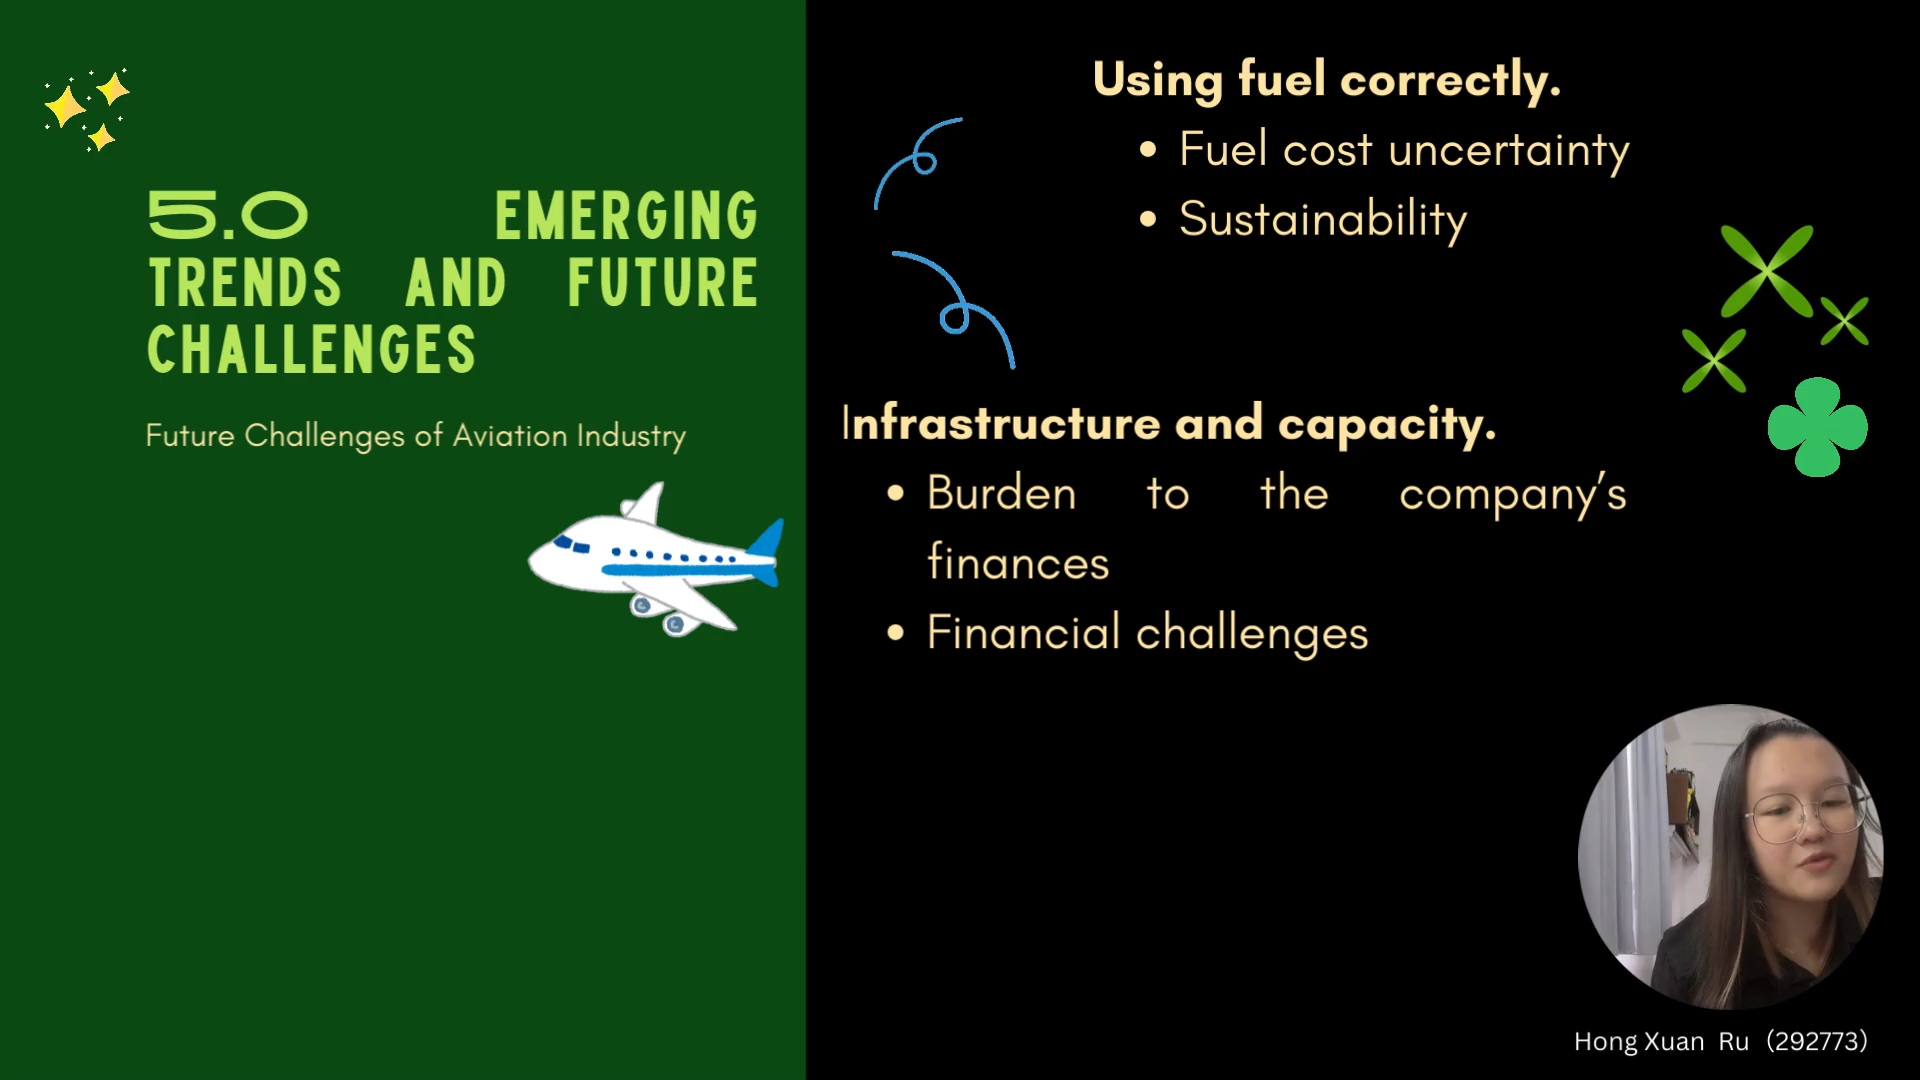 5.0 EMERGING
TRENDS AND FUTURE
CHALLENGES
Future Challenges of Aviation Industry
Using fuel correctly.
• Fuel cost uncertainty
• Sustainability
Infrastructure and capacity.
• Burden to the company’s
finances
• Financial challenges
Hong Xuan Ru (292773)